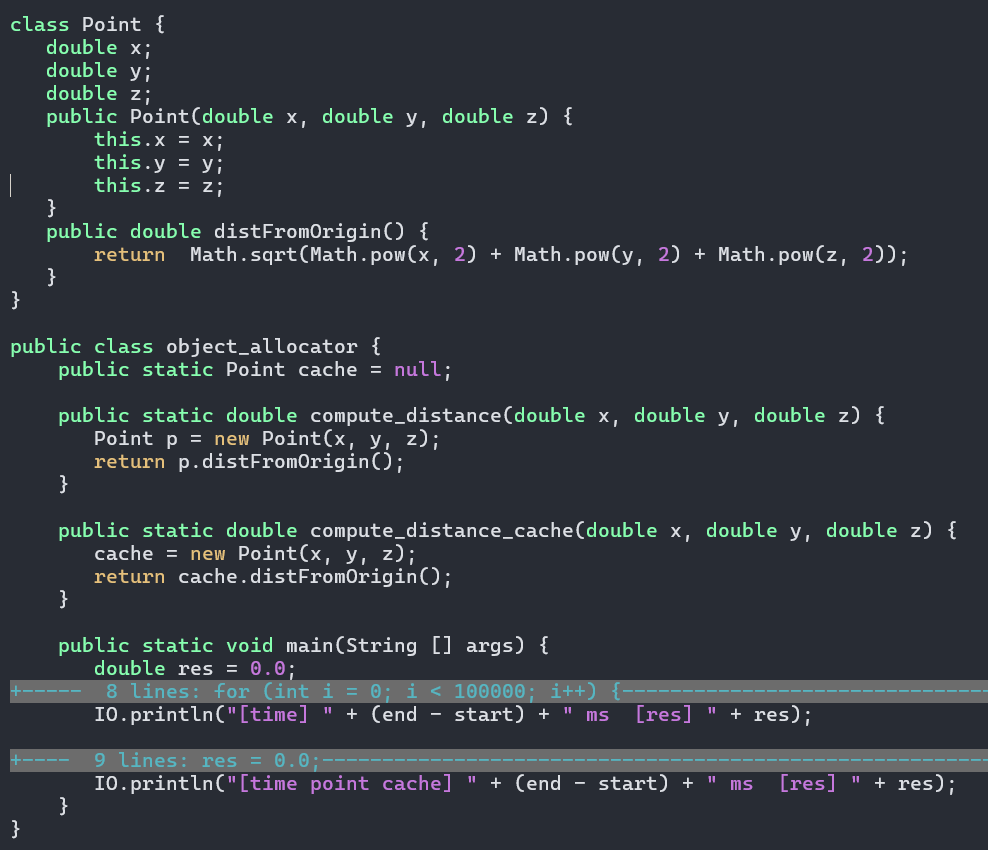 class Point {
   double x;
   double y;
   double z;
   public Point(double x, double y, double z) {
       this.x = x;
       this.y = y;
       this.z = z;
   }
   public double distFromOrigin() {
       return  Math.sqrt(Math.pow(x, 2) + Math.pow(y, 2) + Math.pow(z, 2));
   }
}

public class object_allocator {
    public static Point cache = null;

    public static double compute_distance(double x, double y, double z) {
       Point p = new Point(x, y, z);
       return p.distFromOrigin();
    }

    public static double compute_distance_cache(double x, double y, double z) {
       cache = new Point(x, y, z);
       return cache.distFromOrigin();
    }

    public static void main(String [] args) {
       double res = 0.0;
+-----  8 lines: for (int i = 0; i < 100000; i++) {------------------------------
       IO.println("[time] " + (end - start) + " ms  [res] " + res);

+----  9 lines: res = 0.0;-------------------------------------------------------
       IO.println("[time point cache] " + (end - start) + " ms  [res] " + res);
    }
}